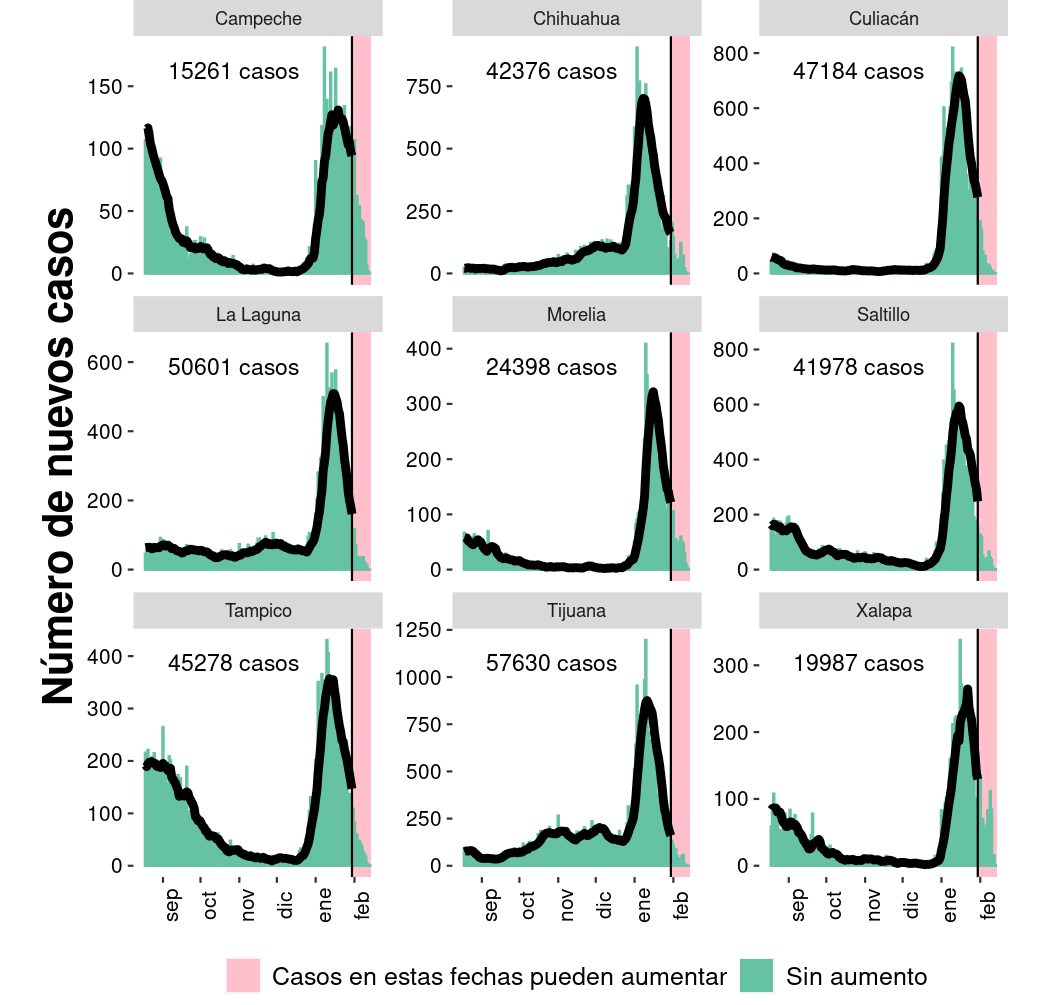 Número de nuevos casos
Campeche
15261 casos
150
100
50
0
Chihuahua
42376 casos
750
500
250
0
Culiacán
47184 casos
800
600
400
200
0
La Laguna
50601 casos
600
400
200
0
Morelia
24398 casos
400
300
200
100
0
Saltillo
41978 casos
800
600
400
200
0
Tampico
45278 casos
400
300
200
100
0
sep oct nov dic ene feb
Tijuana
57630 casos
1250
1000
750
500
250
0
sep oct nov dic ene feb
Xalapa
19987 casos
300
200
100
0
sep oct nov dic ene feb
Casos en estas fechas pueden aumentar Sin aumento